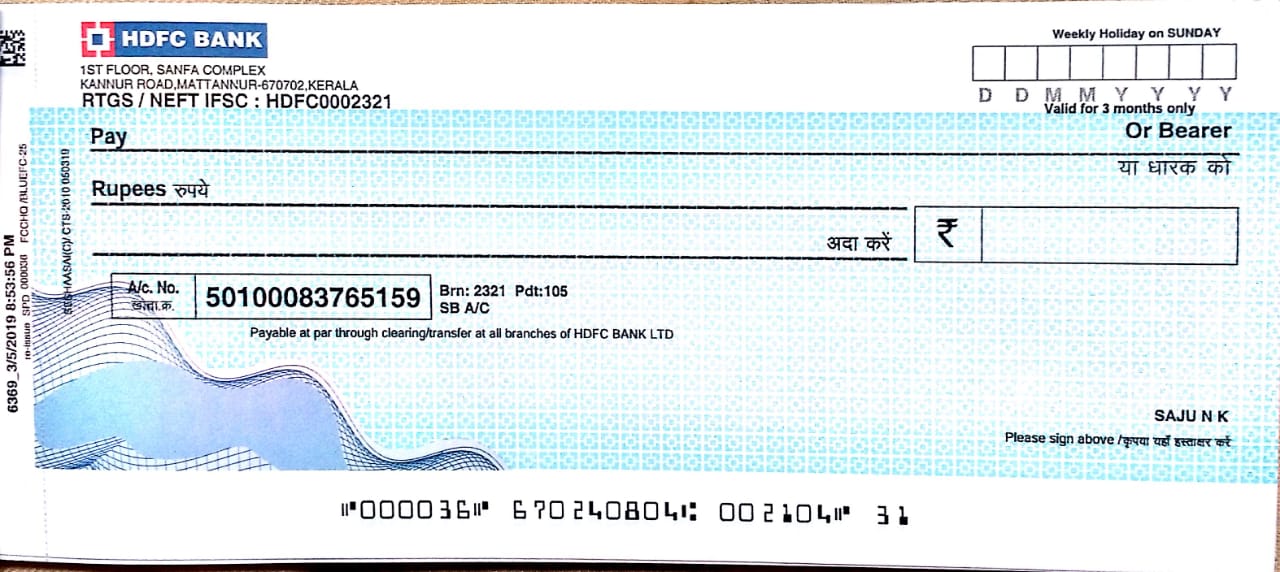 HDFC BANK
Weekly Holiday on SUNDAY
1ST FLOOR, SANFA COMPLEX
KANNUR ROAD,MATTANNUR-670702,KERALA
RTGS / NEFT IFSC : HDFC0002321
D D M M Y Y Y Y
Valid for 3 months only
Pay
Or Bearer
या धारक को
Rupees रुपये
अदा करें
₹
A/c. No.
खाता.क्र.
50100083765159
Brn: 2321 Pdt:105
SB A/C
Payable at par through clearing/transfer at all branches of HDFC BANK LTD
SAJU N K
Please sign above /कृपया यहाँ हस्ताक्षर करें
⑈000036⑈ 670240804⑆ 002104⑈ 31
6369_3/5/2019 8:53:56 PM
re-issue SPD FCCHO /BLUEFC-25
CTS-2010 060319